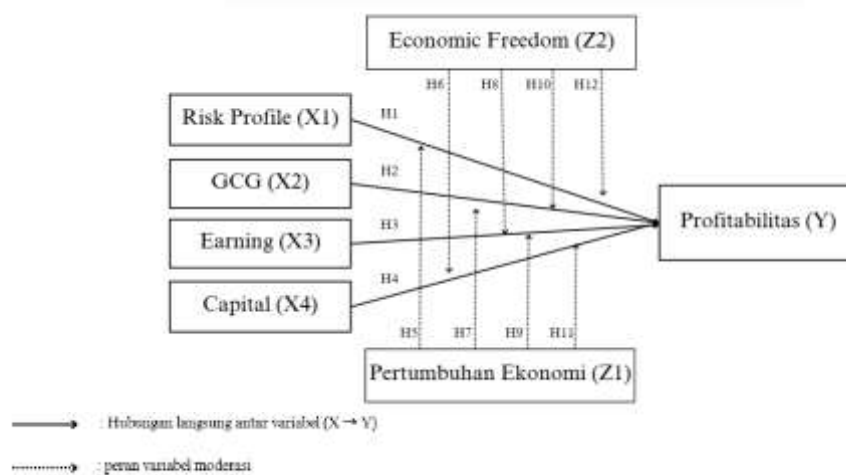 Economic Freedom (Z2)
H6 H8 H10 H12
Risk Profile (X1)
H1
GCG (X2)
H2
Earning (X3)
H3
Capital (X4)
H4
Profitabilitas (Y)
H5 H7 H9 H11
Pertumbuhan Ekonomi (Z1)
: Hubungan langsung antar variabel (X → Y)
: peran variabel moderasi